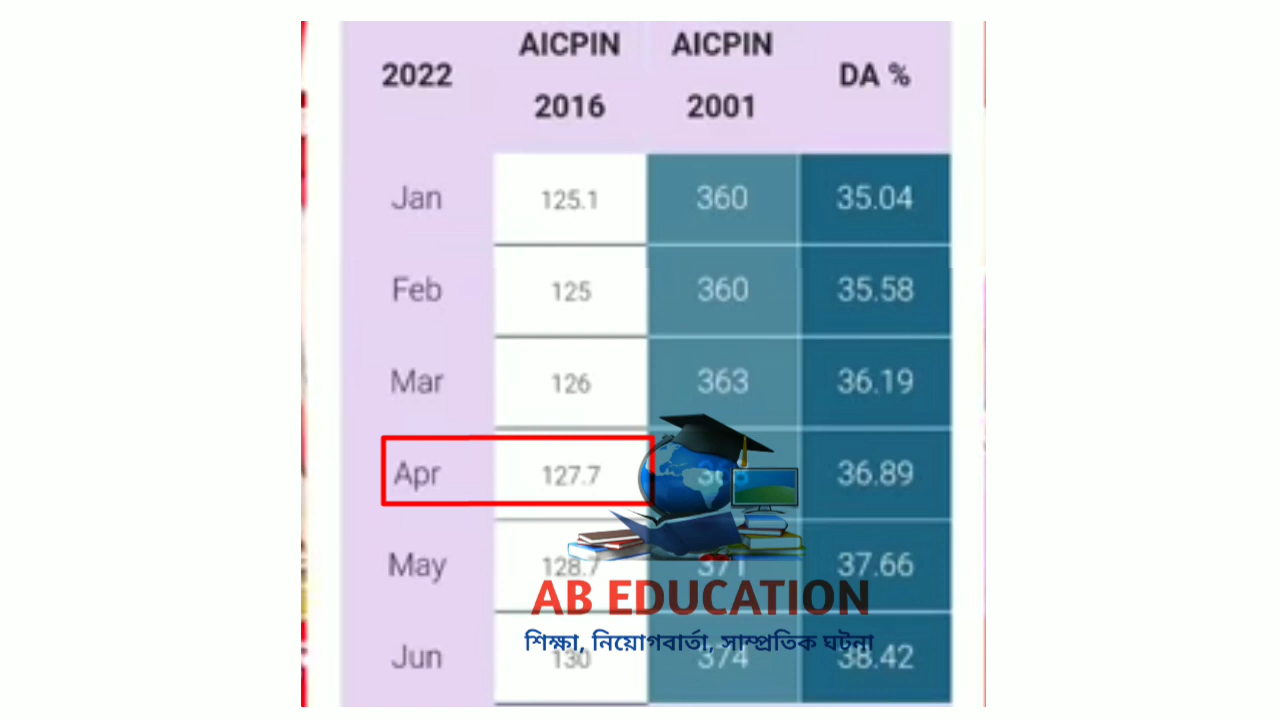 2022 AICPIN 2016 AICPIN 2001 DA %
Jan 125.1 360 35.04
Feb 125 360 35.58
Mar 126 363 36.19
Apr 127.7 36.89
May 128.7 371 37.66
Jun 130 374 38.42
AB EDUCATION
শিক্ষা, নিয়োগবার্তা, সাম্প্রতিক ঘটনা